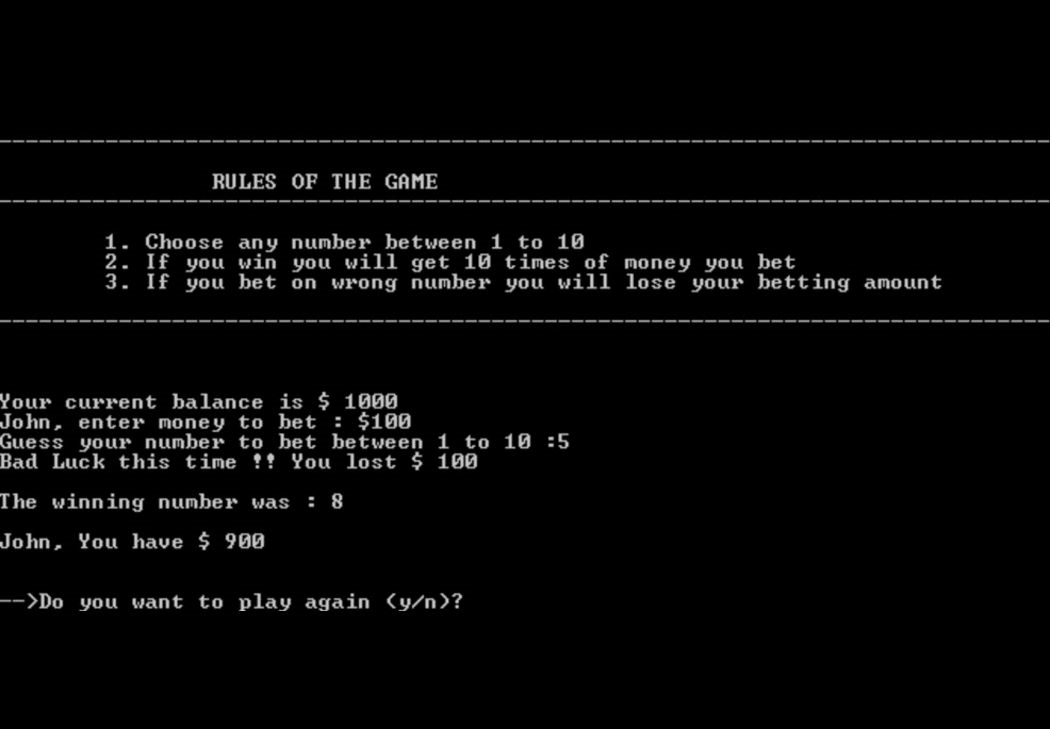 RULES OF THE GAME
1. Choose any number between 1 to 10
2. If you win you will get 10 times of money you bet
3. If you bet on wrong number you will lose your betting amount
Your current balance is $ 1000
John, enter money to bet : $100
Guess your number to bet between 1 to 10 :5
Bad Luck this time !! You lost $ 100
The winning number was : 8
John, You have $ 900
-->Do you want to play again (y/n)?